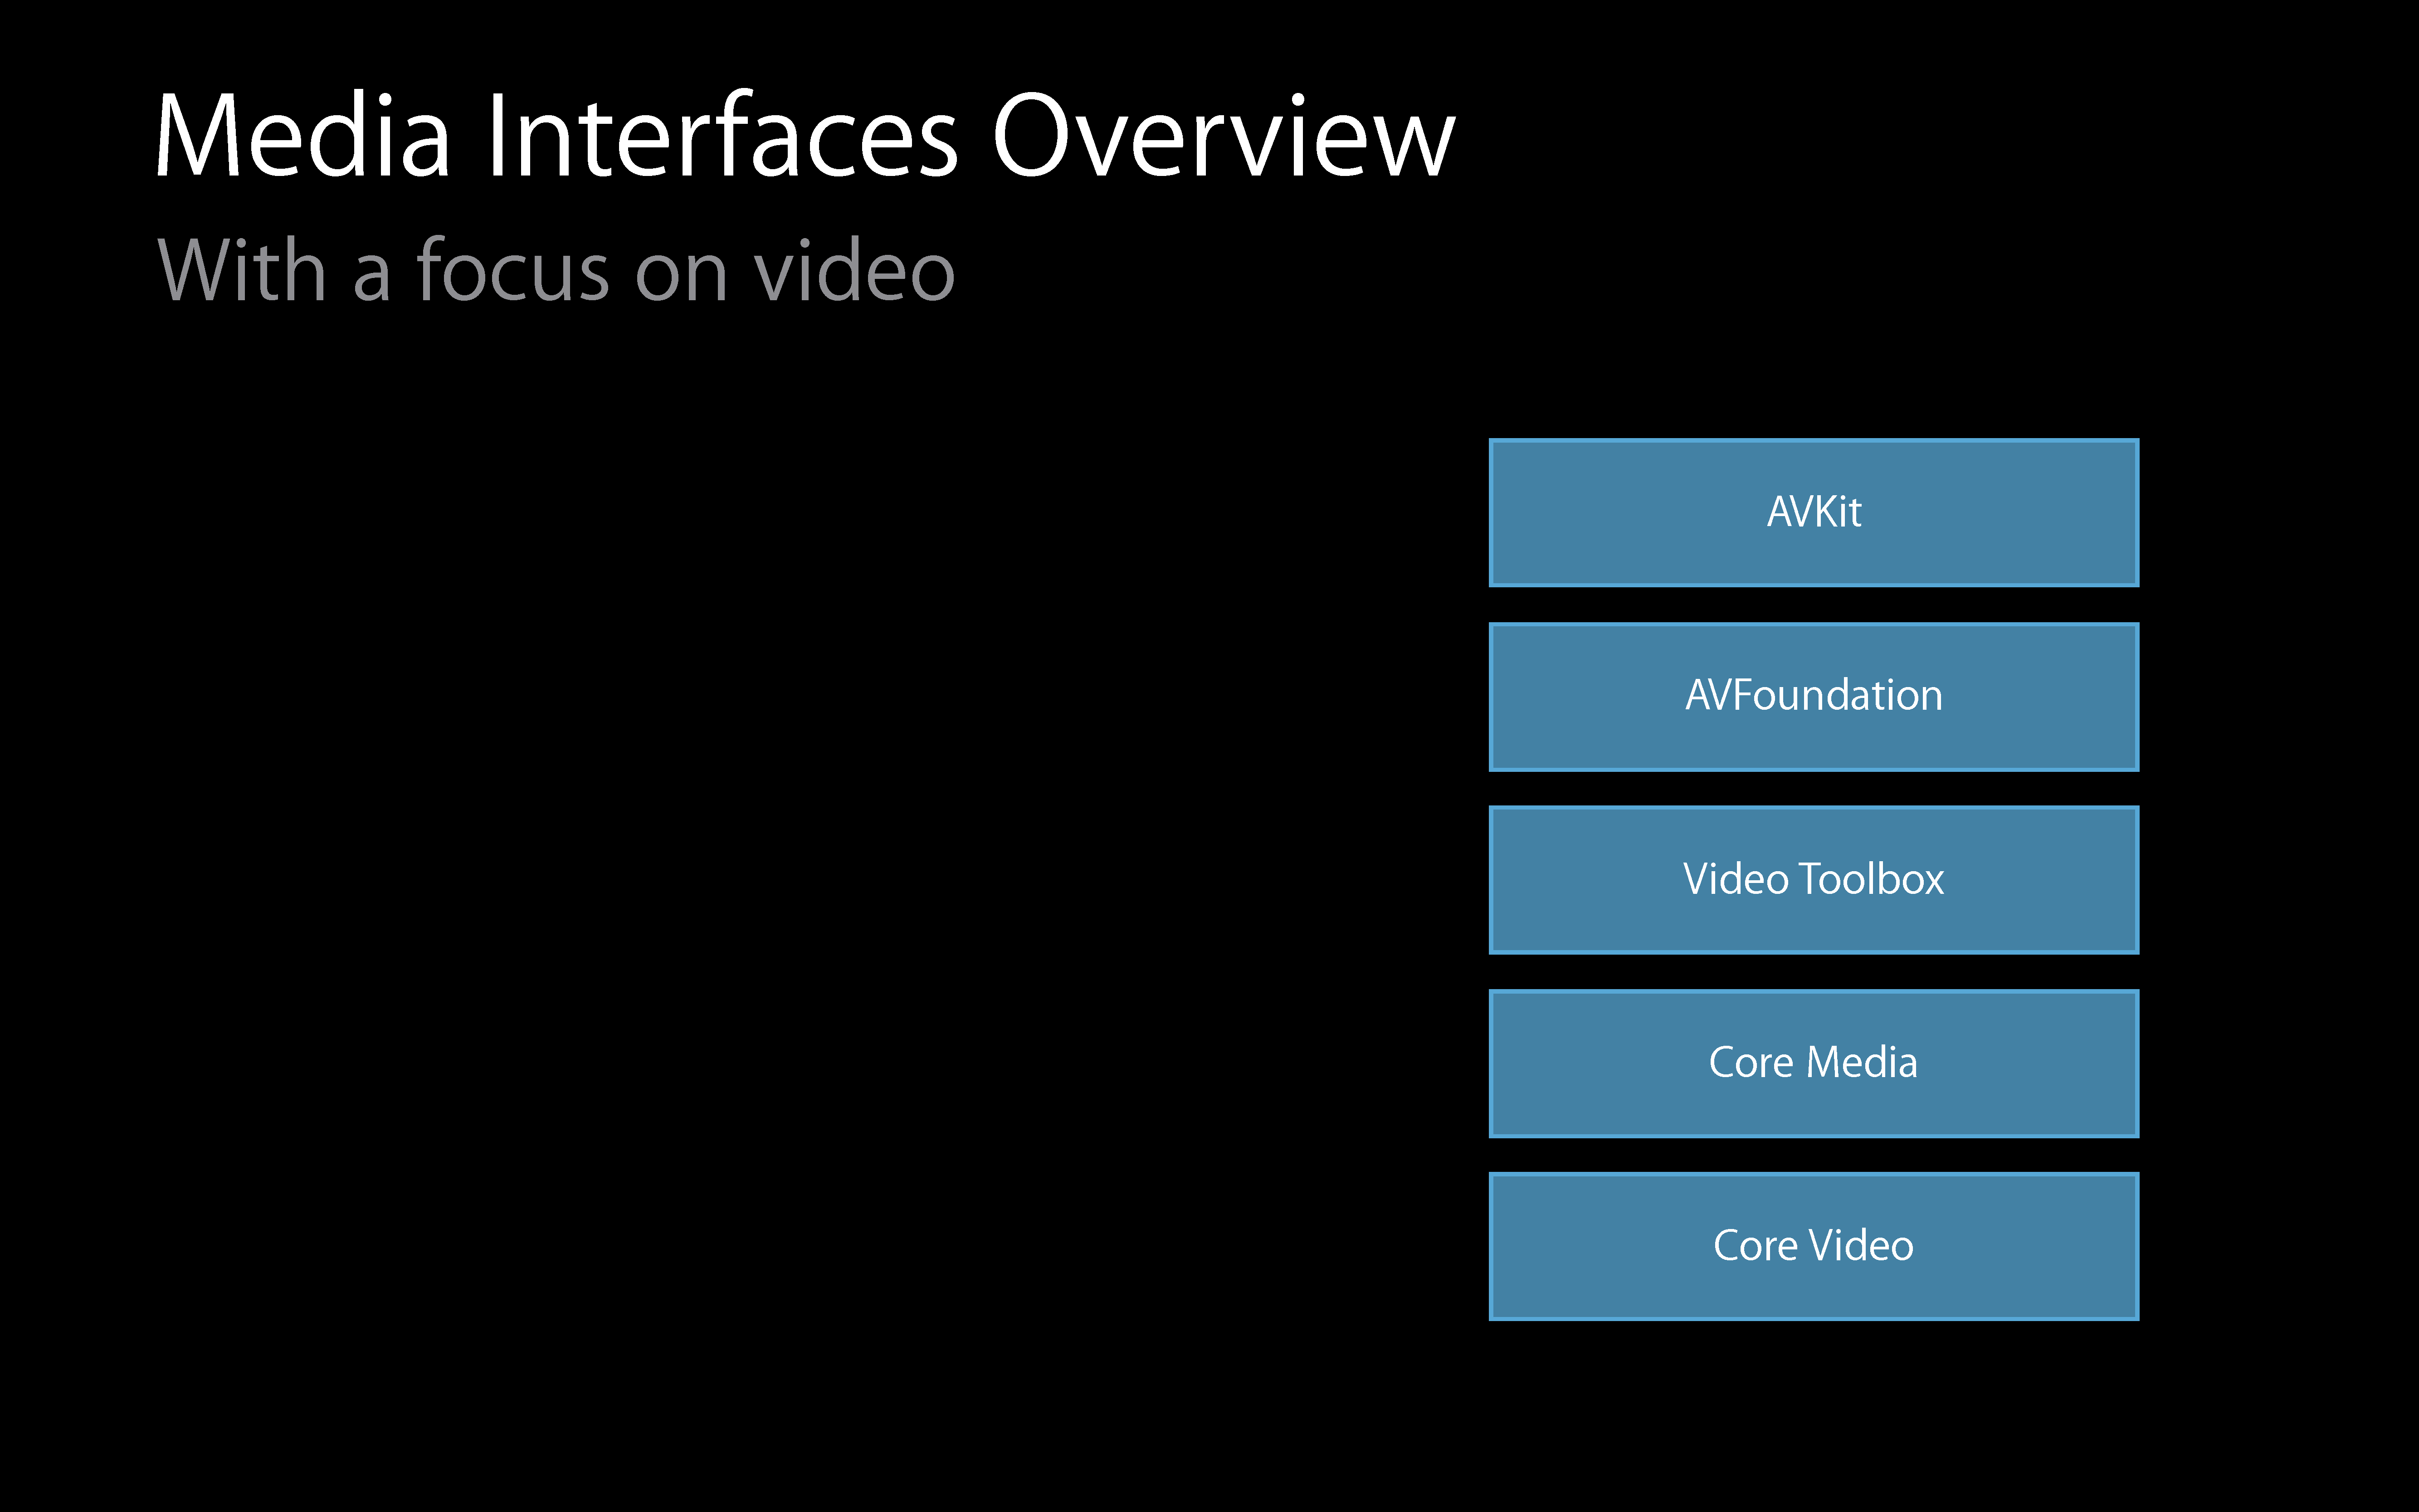 Media Interfaces Overview
With a focus on video
AVKit
AVFoundation
Video Toolbox
Core Media
Core Video